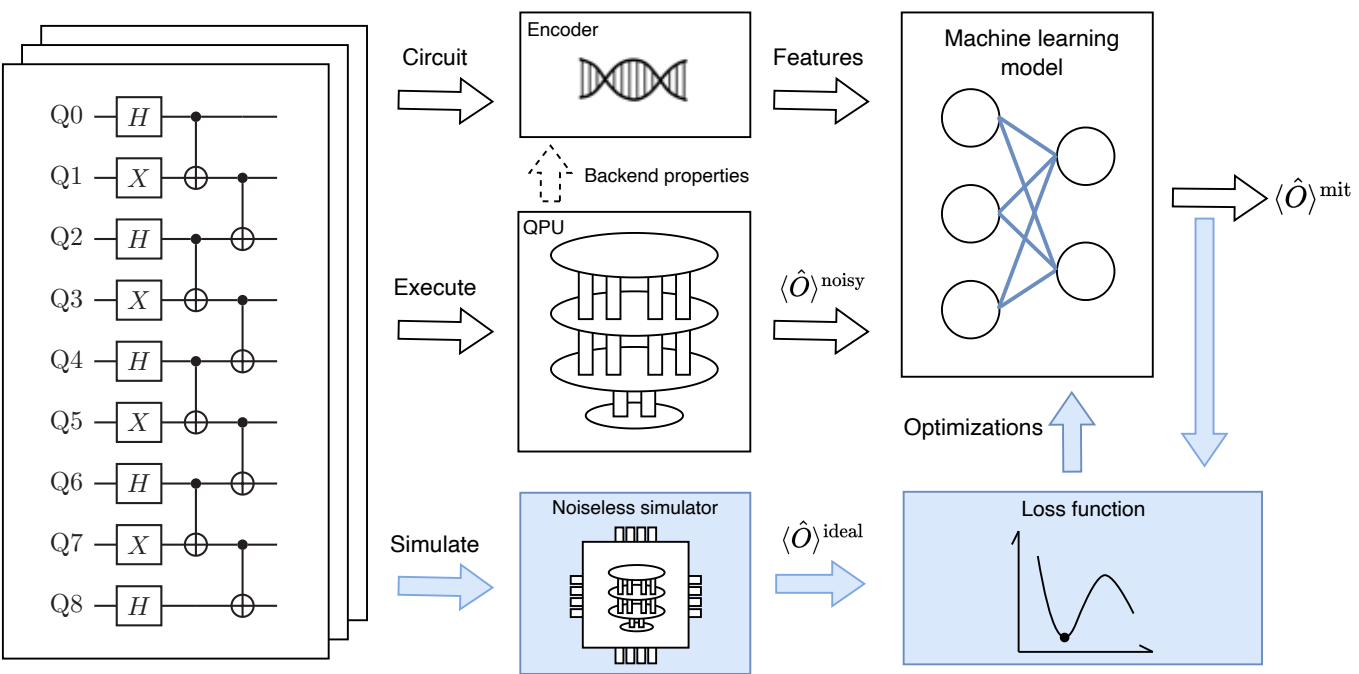 Q0 H
Q1 X
Q2 H
Q3 X
Q4 H
Q5 X
Q6 H
Q7 X
Q8 H
Circuit
Encoder
Features
Machine learning
model
Backend properties
QPU
Execute
⟨Ô⟩^noisy
⟨Ô⟩^mit
Optimizations
Simulate
Noiseless simulator
⟨Ô⟩^ideal
Loss function